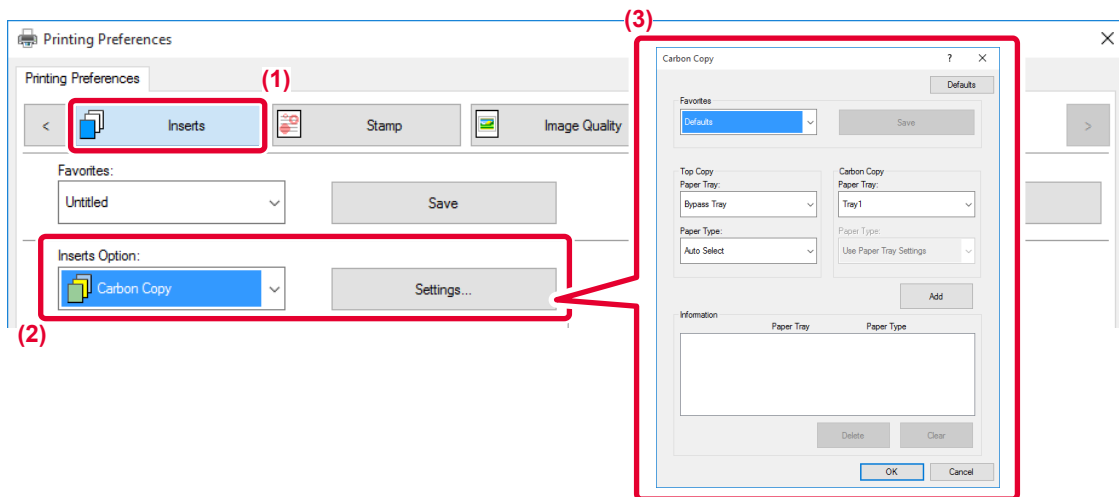 (3)
Printing Preferences
Printing Preferences
(1)
< Inserts Stamp Image Quality >
Favorites:
Untitled Save
Inserts Option:
Carbon Copy Settings...
(2)
Carbon Copy ?
Defaults
Favorites
Defaults Save
Top Copy Carbon Copy
Paper Tray: Paper Tray:
Bypass Tray Tray1
Paper Type: Paper Type:
Auto Select Use Paper Tray Settings
Add
Information
Paper Tray Paper Type
Delete Clear
OK Cancel